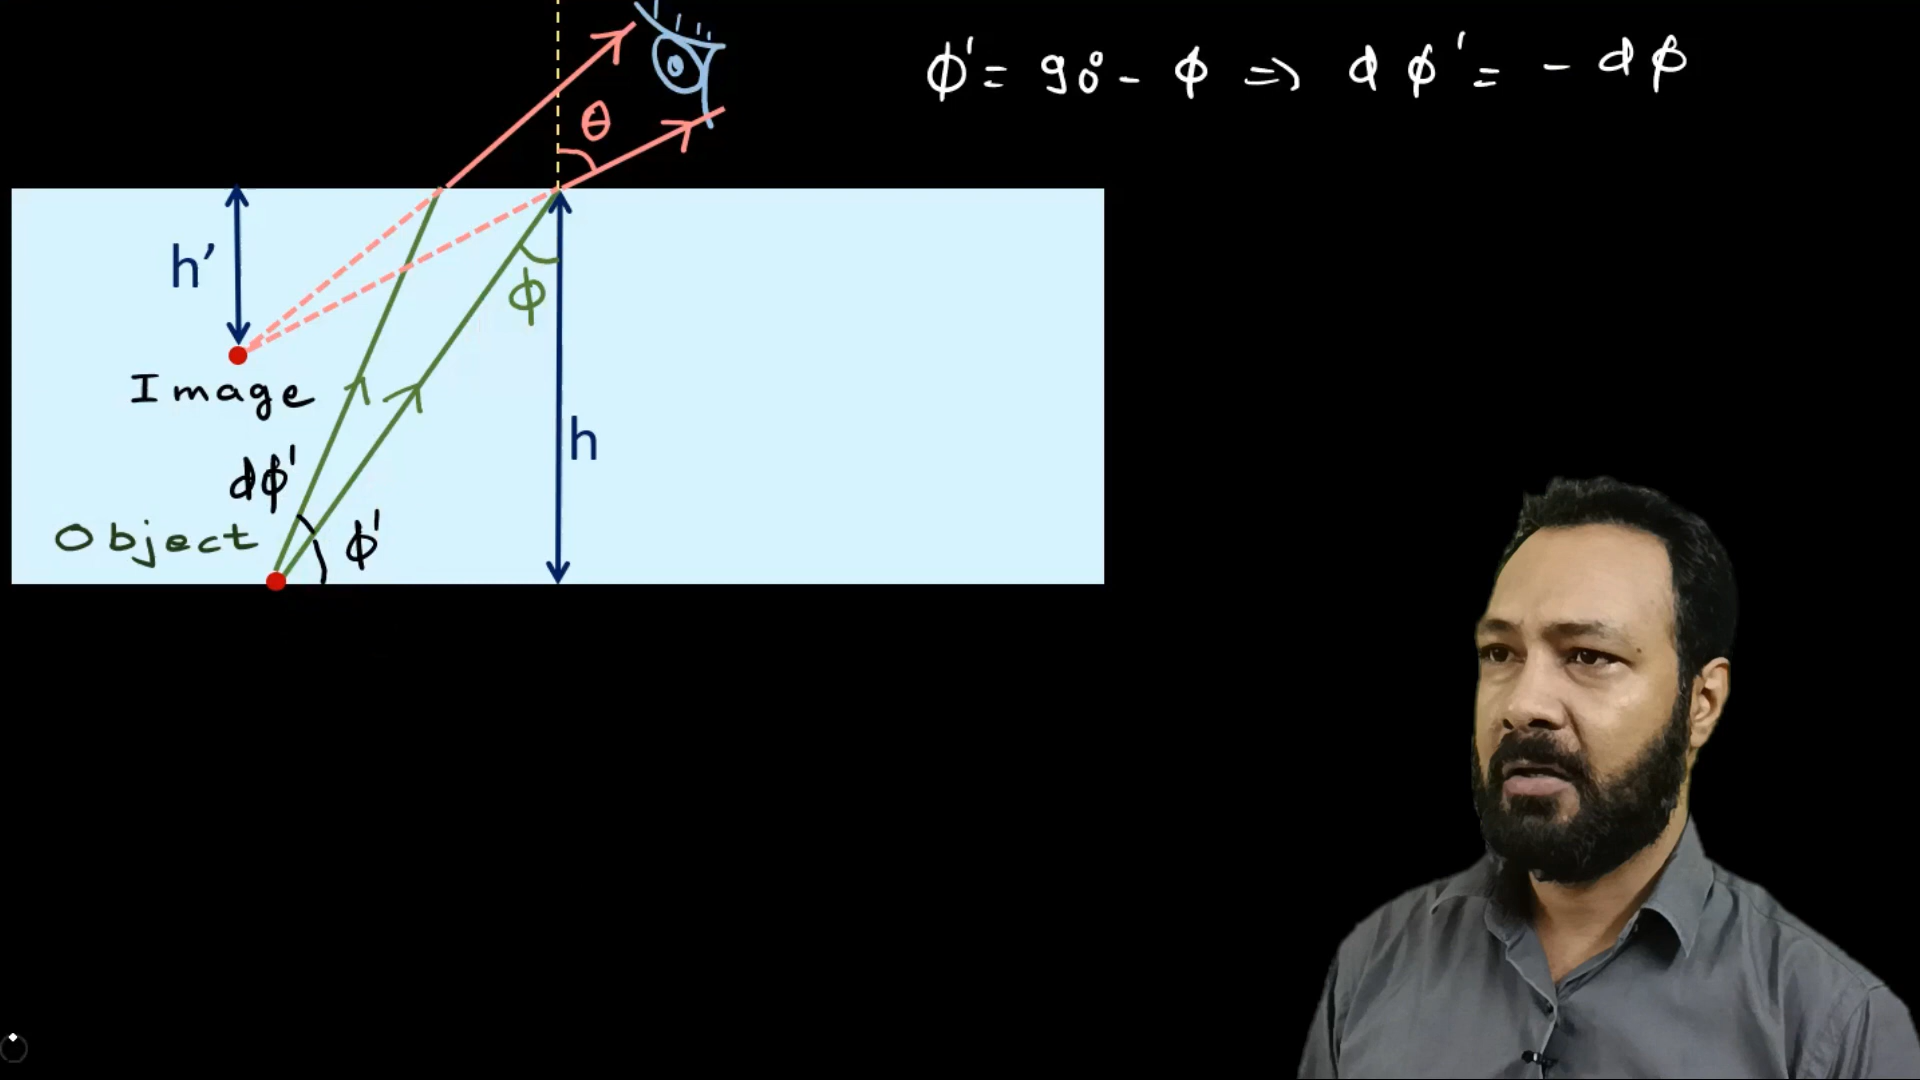 ϕ' = 90° - ϕ ⇒ dϕ' = - dϕ
θ
h’
ϕ
Image
h
dϕ'
Object
ϕ'